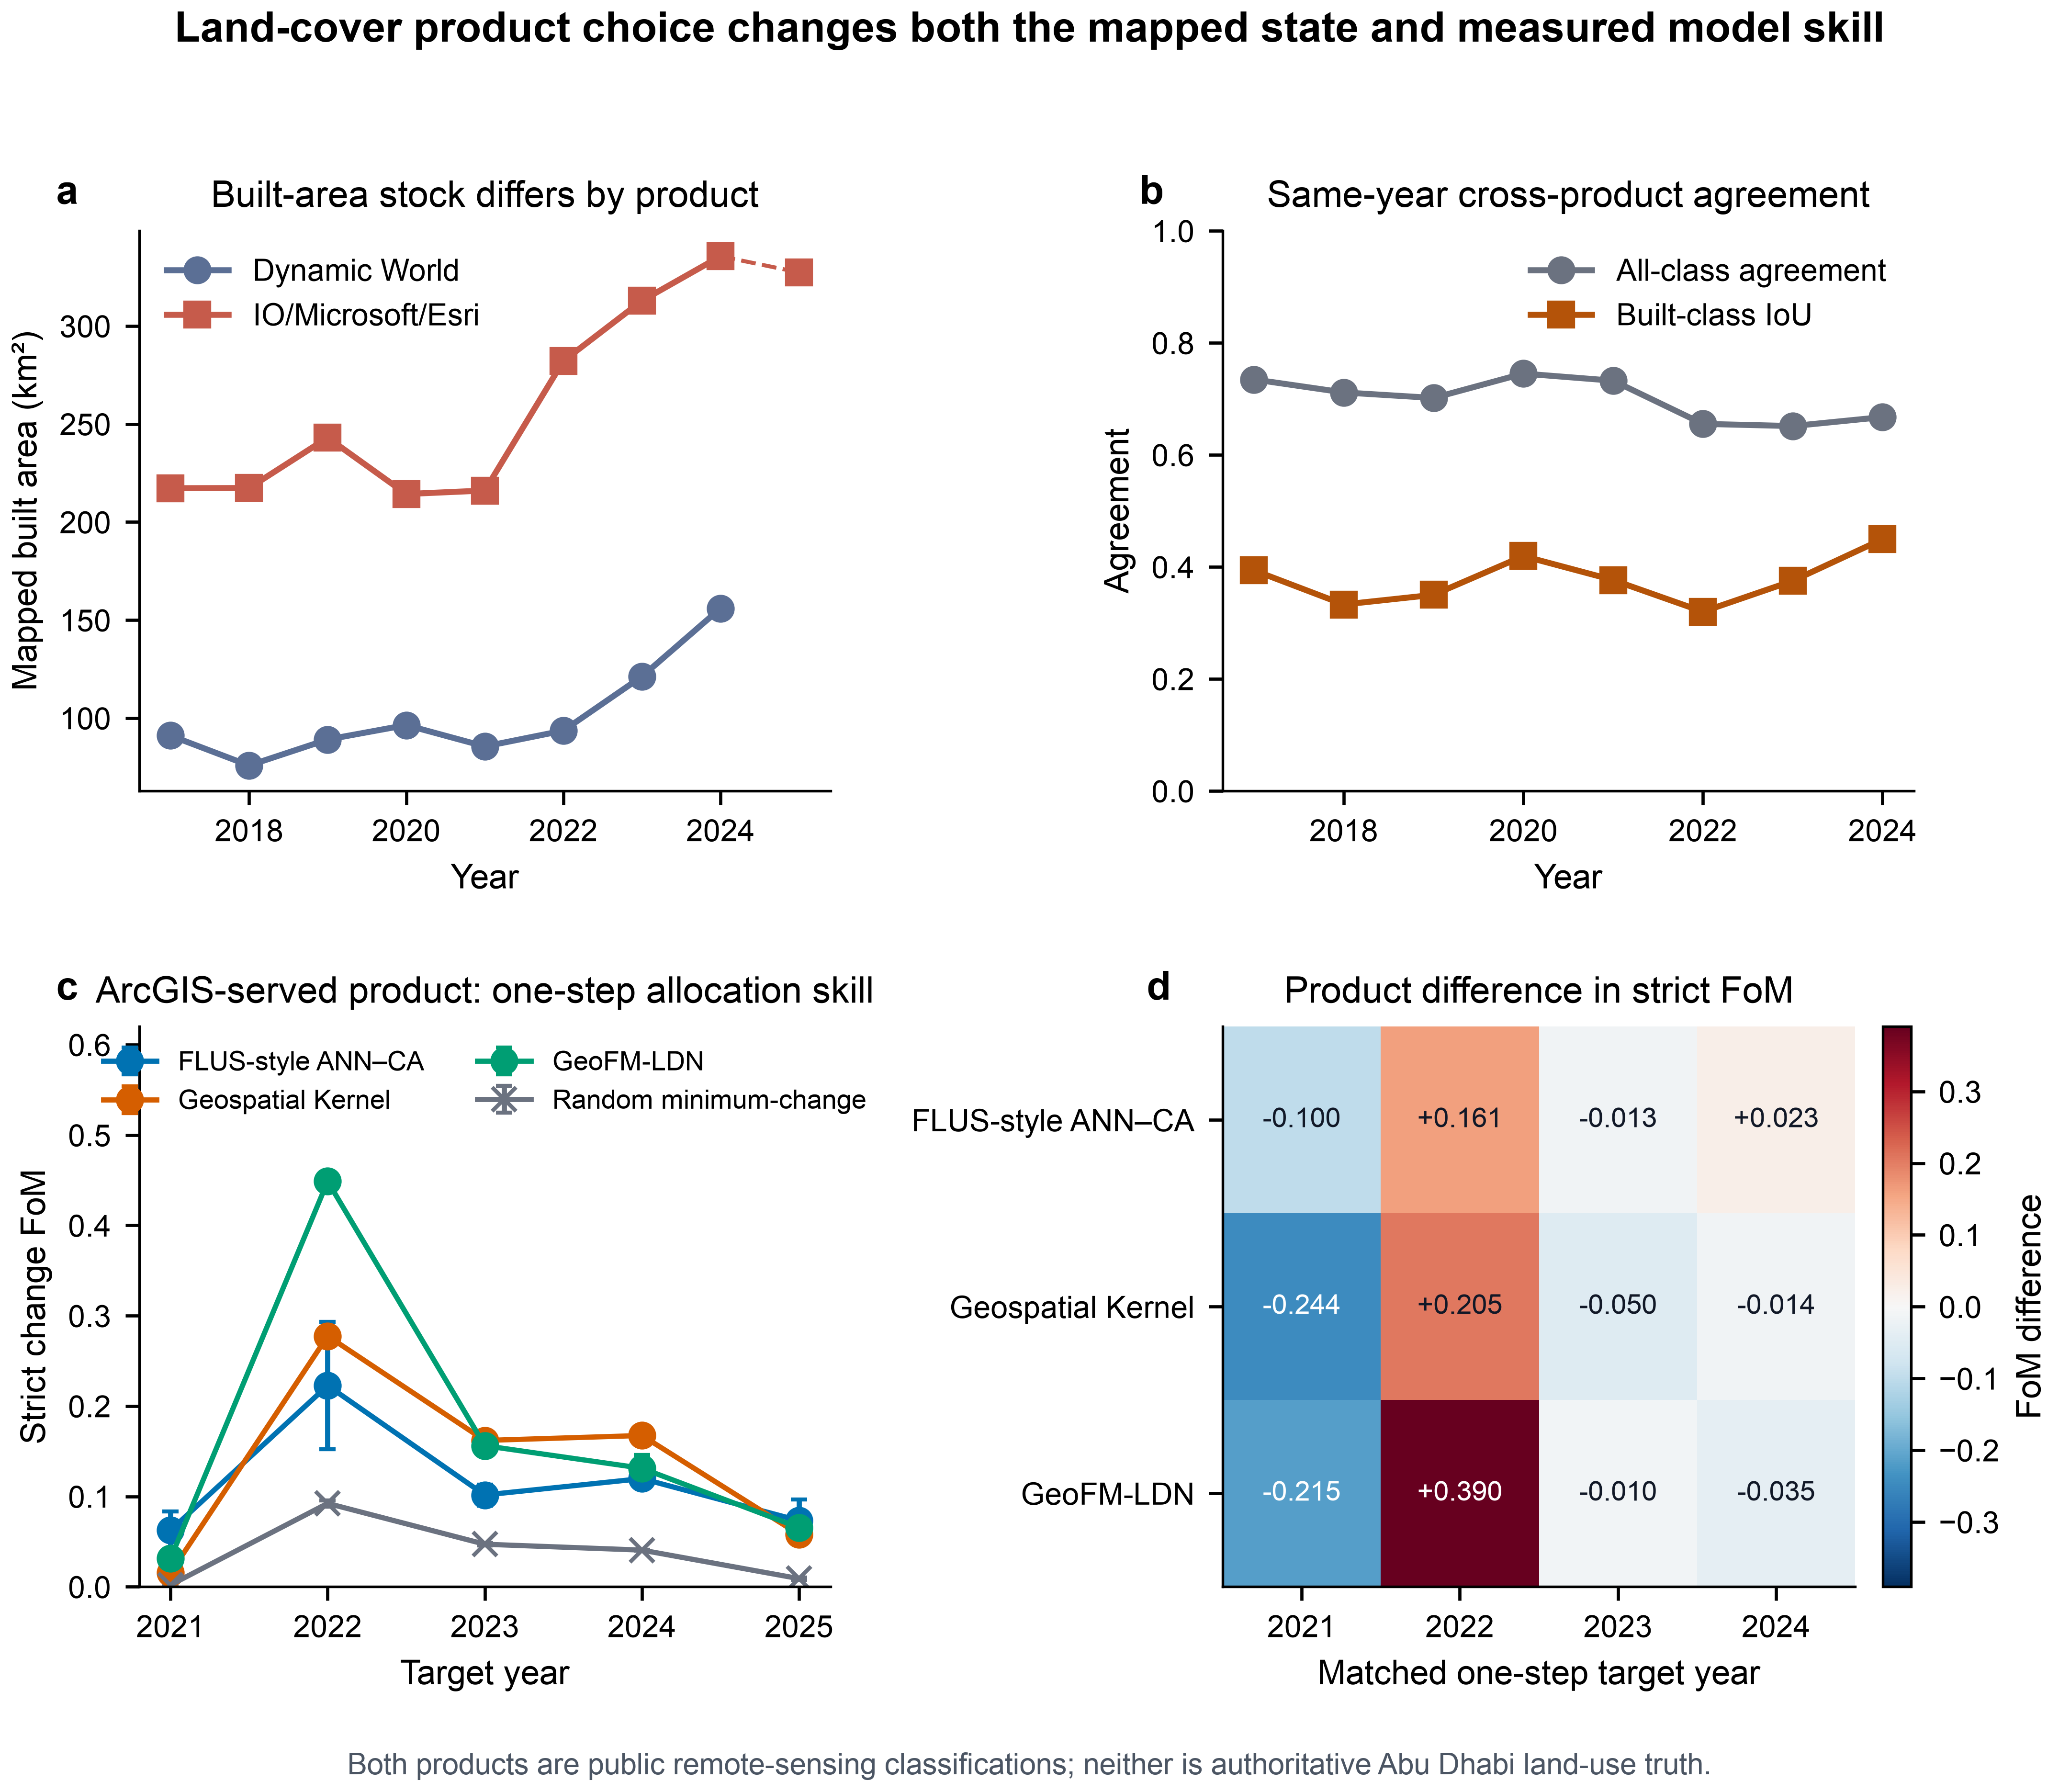 Land-cover product choice changes both the mapped state and measured model skill
a
Built-area stock differs by product
Dynamic World
IO/Microsoft/Esri
Mapped built area (km²)
300
250
200
150
100
2018
2020
2022
2024
Year
b
Same-year cross-product agreement
All-class agreement
Built-class IoU
Agreement
1.0
0.8
0.6
0.4
0.2
0.0
2018
2020
2022
2024
Year
c
ArcGIS-served product: one-step allocation skill
FLUS-style ANN–CA
Geospatial Kernel
GeoFM-LDN
Random minimum-change
Strict change FoM
0.6
0.5
0.4
0.3
0.2
0.1
0.0
2021
2022
2023
2024
2025
Target year
d
Product difference in strict FoM
FLUS-style ANN–CA
-0.100
+0.161
-0.013
+0.023
Geospatial Kernel
-0.244
+0.205
-0.050
-0.014
GeoFM-LDN
-0.215
+0.390
-0.010
-0.035
2021
2022
2023
2024
Matched one-step target year
0.3
0.2
0.1
0.0
−0.1
−0.2
−0.3
FoM difference
Both products are public remote-sensing classifications; neither is authoritative Abu Dhabi land-use truth.